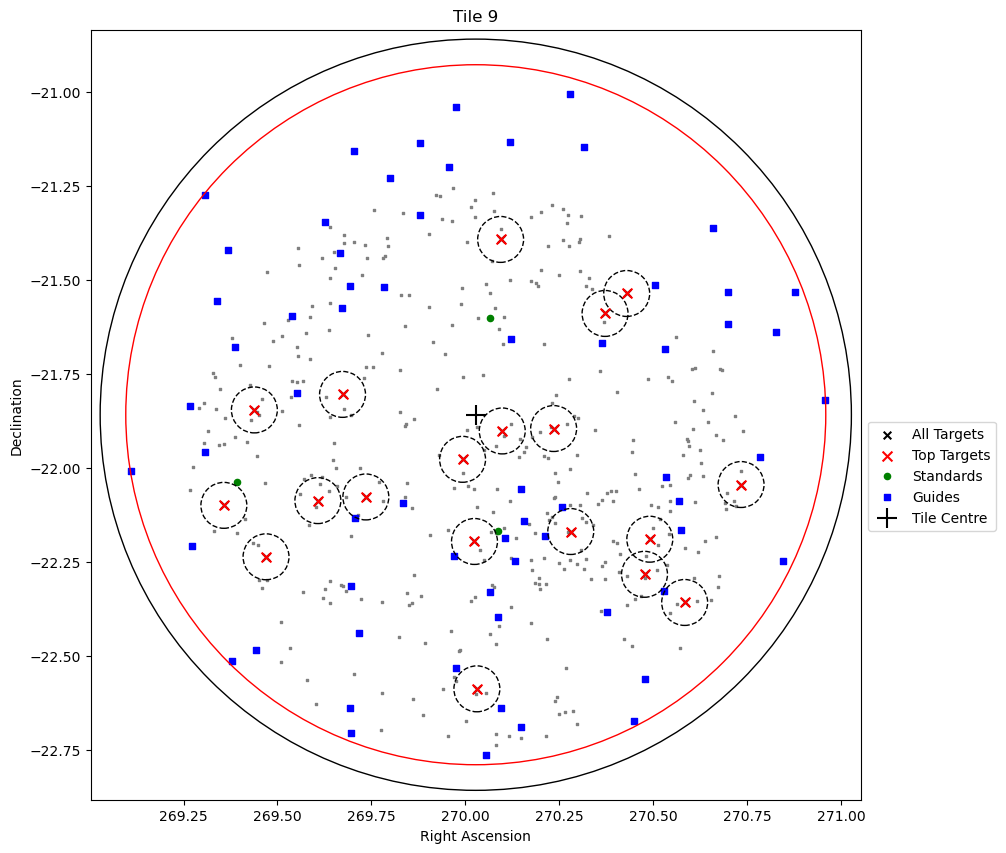 Tile 9
−21.00
−21.25
−21.50
−21.75
−22.00
−22.25
−22.50
−22.75
Declination
269.25
269.50
269.75
270.00
270.25
270.50
270.75
271.00
Right Ascension
All Targets
Top Targets
Standards
Guides
Tile Centre